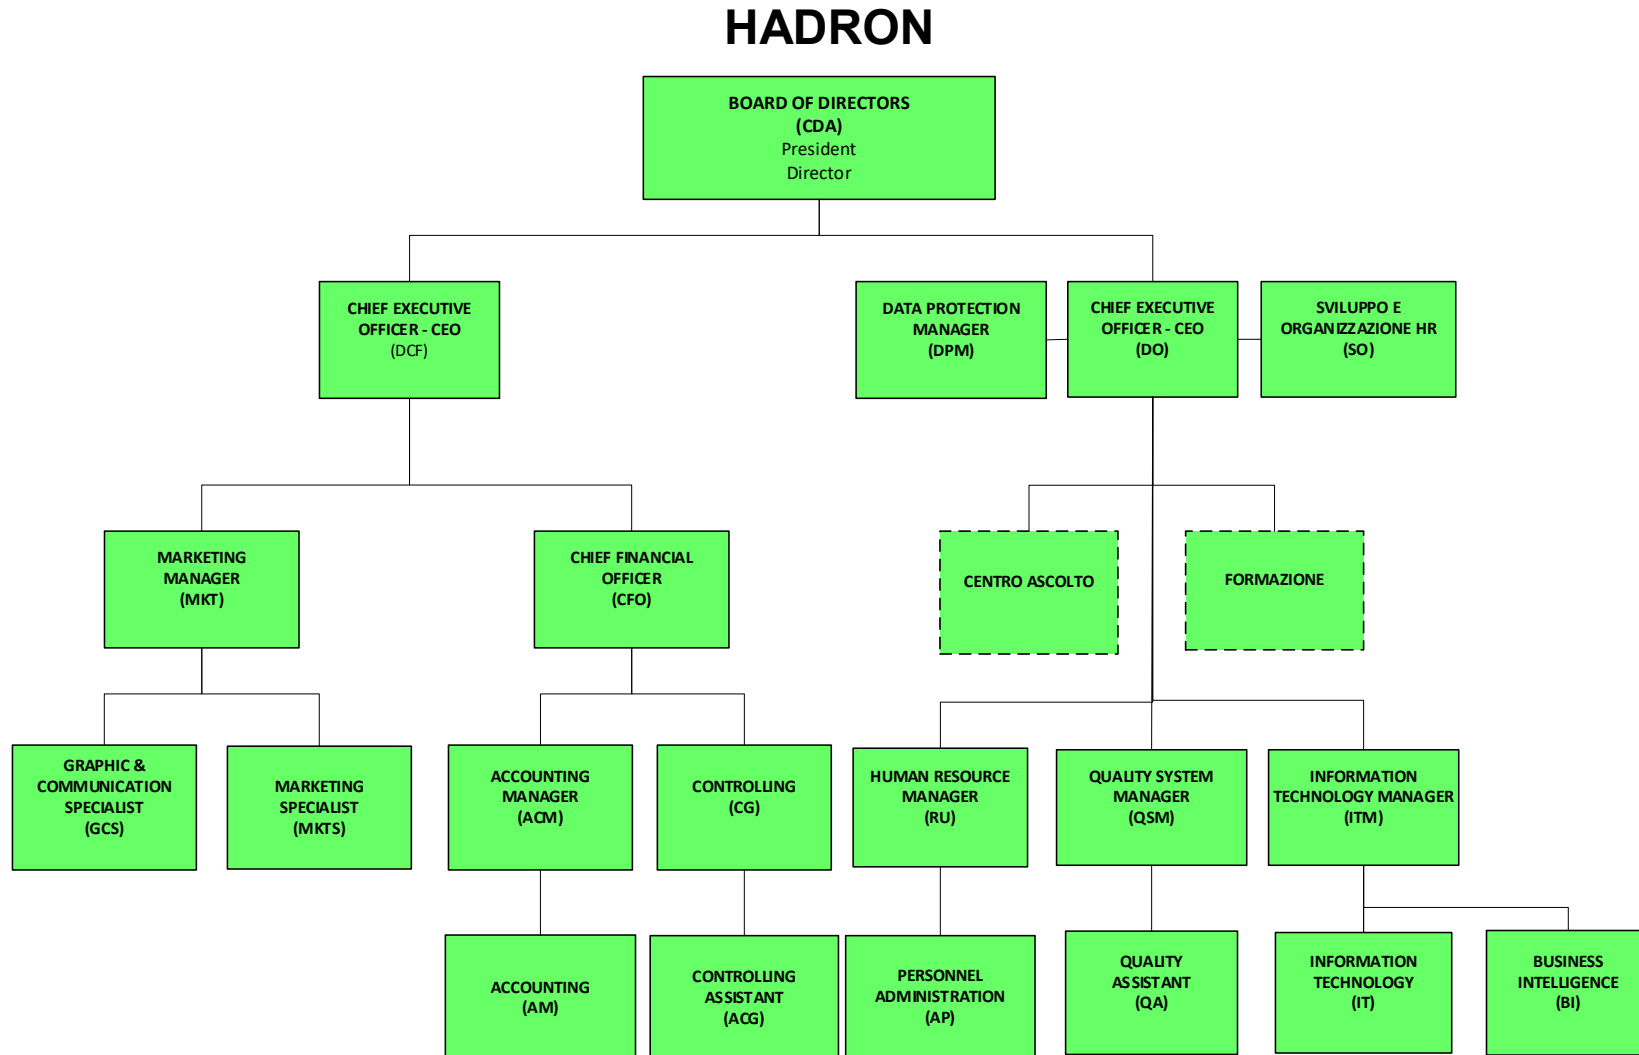 HADRON
BOARD OF DIRECTORS
(CDA)
President
Director
CHIEF EXECUTIVE
OFFICER - CEO
(DCF)
DATA PROTECTION
MANAGER
(DPM)
CHIEF EXECUTIVE
OFFICER - CEO
(DO)
SVILUPPO E
ORGANIZZAZIONE HR
(SO)
MARKETING
MANAGER
(MKT)
CHIEF FINANCIAL
OFFICER
(CFO)
CENTRO ASCOLTO
FORMAZIONE
GRAPHIC &
COMMUNICATION
SPECIALIST
(GCS)
MARKETING
SPECIALIST
(MKTS)
ACCOUNTING
MANAGER
(ACM)
CONTROLLING
(CG)
HUMAN RESOURCE
MANAGER
(RU)
QUALITY SYSTEM
MANAGER
(QSM)
INFORMATION
TECHNOLOGY MANAGER
(ITM)
ACCOUNTING
(AM)
CONTROLLING
ASSISTANT
(ACG)
PERSONNEL
ADMINISTRATION
(AP)
QUALITY
ASSISTANT
(QA)
INFORMATION
TECHNOLOGY
(IT)
BUSINESS
INTELLIGENCE
(BI)